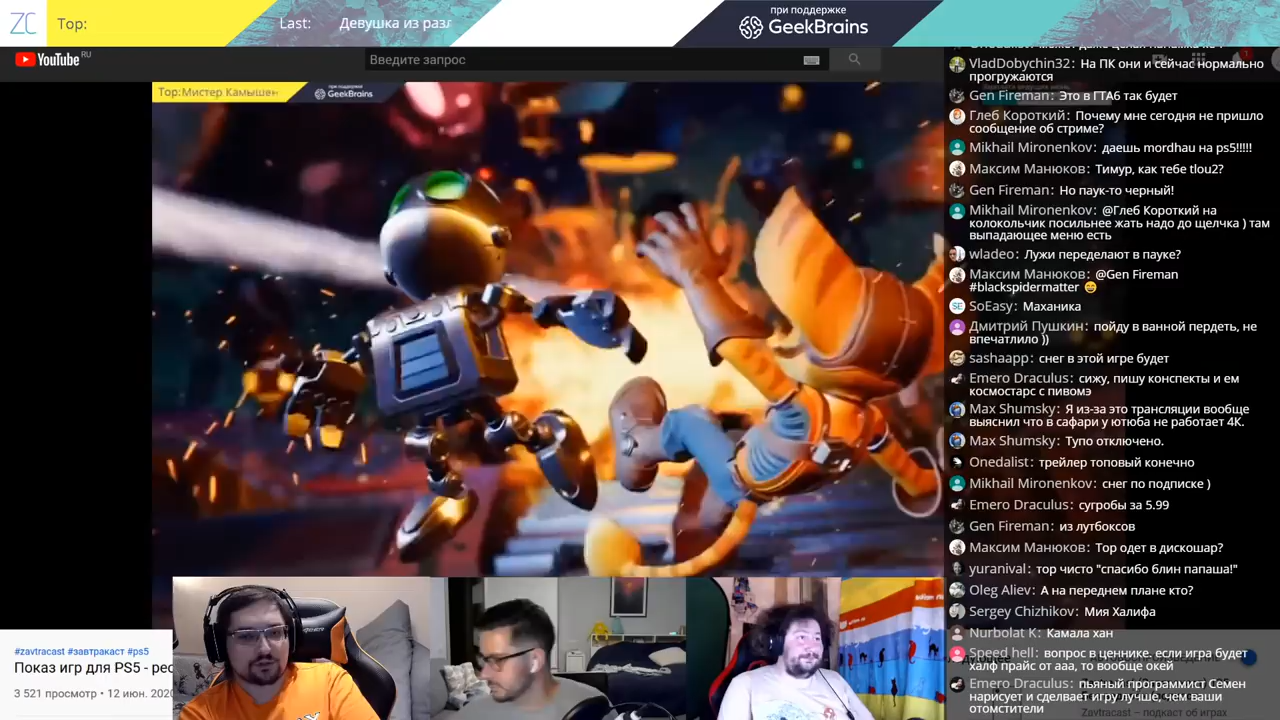 ZC
Top:
Last: Девушка из разл
при поддержке
GeekBrains
YouTube RU
Введите запрос
Top:Мистер Камышен
при поддержке
GeekBrains
VladDobychin32: На ПК они и сейчас нормально
прогружаются
Gen Fireman: Это в ГТА6 так будет
Глеб Короткий: Почему мне сегодня не пришло
сообщение об стриме?
Mikhail Mironenkov: даешь mordhau на ps5!!!!!
Максим Манюков: Тимур, как тебе tlou2?
Gen Fireman: Но паук-то черный!
Mikhail Mironenkov: @Глеб Короткий на
колокольчик посильнее жать надо до щелчка ) там
выпадающее меню есть
wladeo: Лужи переделают в пауке?
Максим Манюков: @Gen Fireman
#blackspidermatter 😄
SoEasy: Маханика
Дмитрий Пушкин: пойду в ванной пердеть, не
впечатлило ))
sashaapp: снег в этой игре будет
Emero Draculus: сижу, пишу конспекты и ем
космостарс с пивомэ
Max Shumsky: Я из-за это трансляции вообще
выяснил что в сафари у ютюба не работает 4K.
Max Shumsky: Тупо отключено.
Onedalist: трейлер топовый конечно
Mikhail Mironenkov: снег по подписке )
Emero Draculus: сугробы за 5.99
Gen Fireman: из лутбоксов
Максим Манюков: Тор одет в дискошар?
yuranival: тор чисто "спасибо блин папаша!"
Oleg Aliev: А на переднем плане кто?
Sergey Chizhikov: Мия Халифа
Nurbolat K: Камала хан
Speed hell: вопрос в ценнике. если игра будет
халф прайс от ааа, то вообще окей
Emero Draculus: пьяный программист Семен
нарисует и сделает игру лучше, чем ваши
отомстители
Zavtracast – подкаст об играх
#zavtracast #завтракаст #ps5
Показ игр для PS5 - рес
3 521 просмотр • 12 июн. 2020